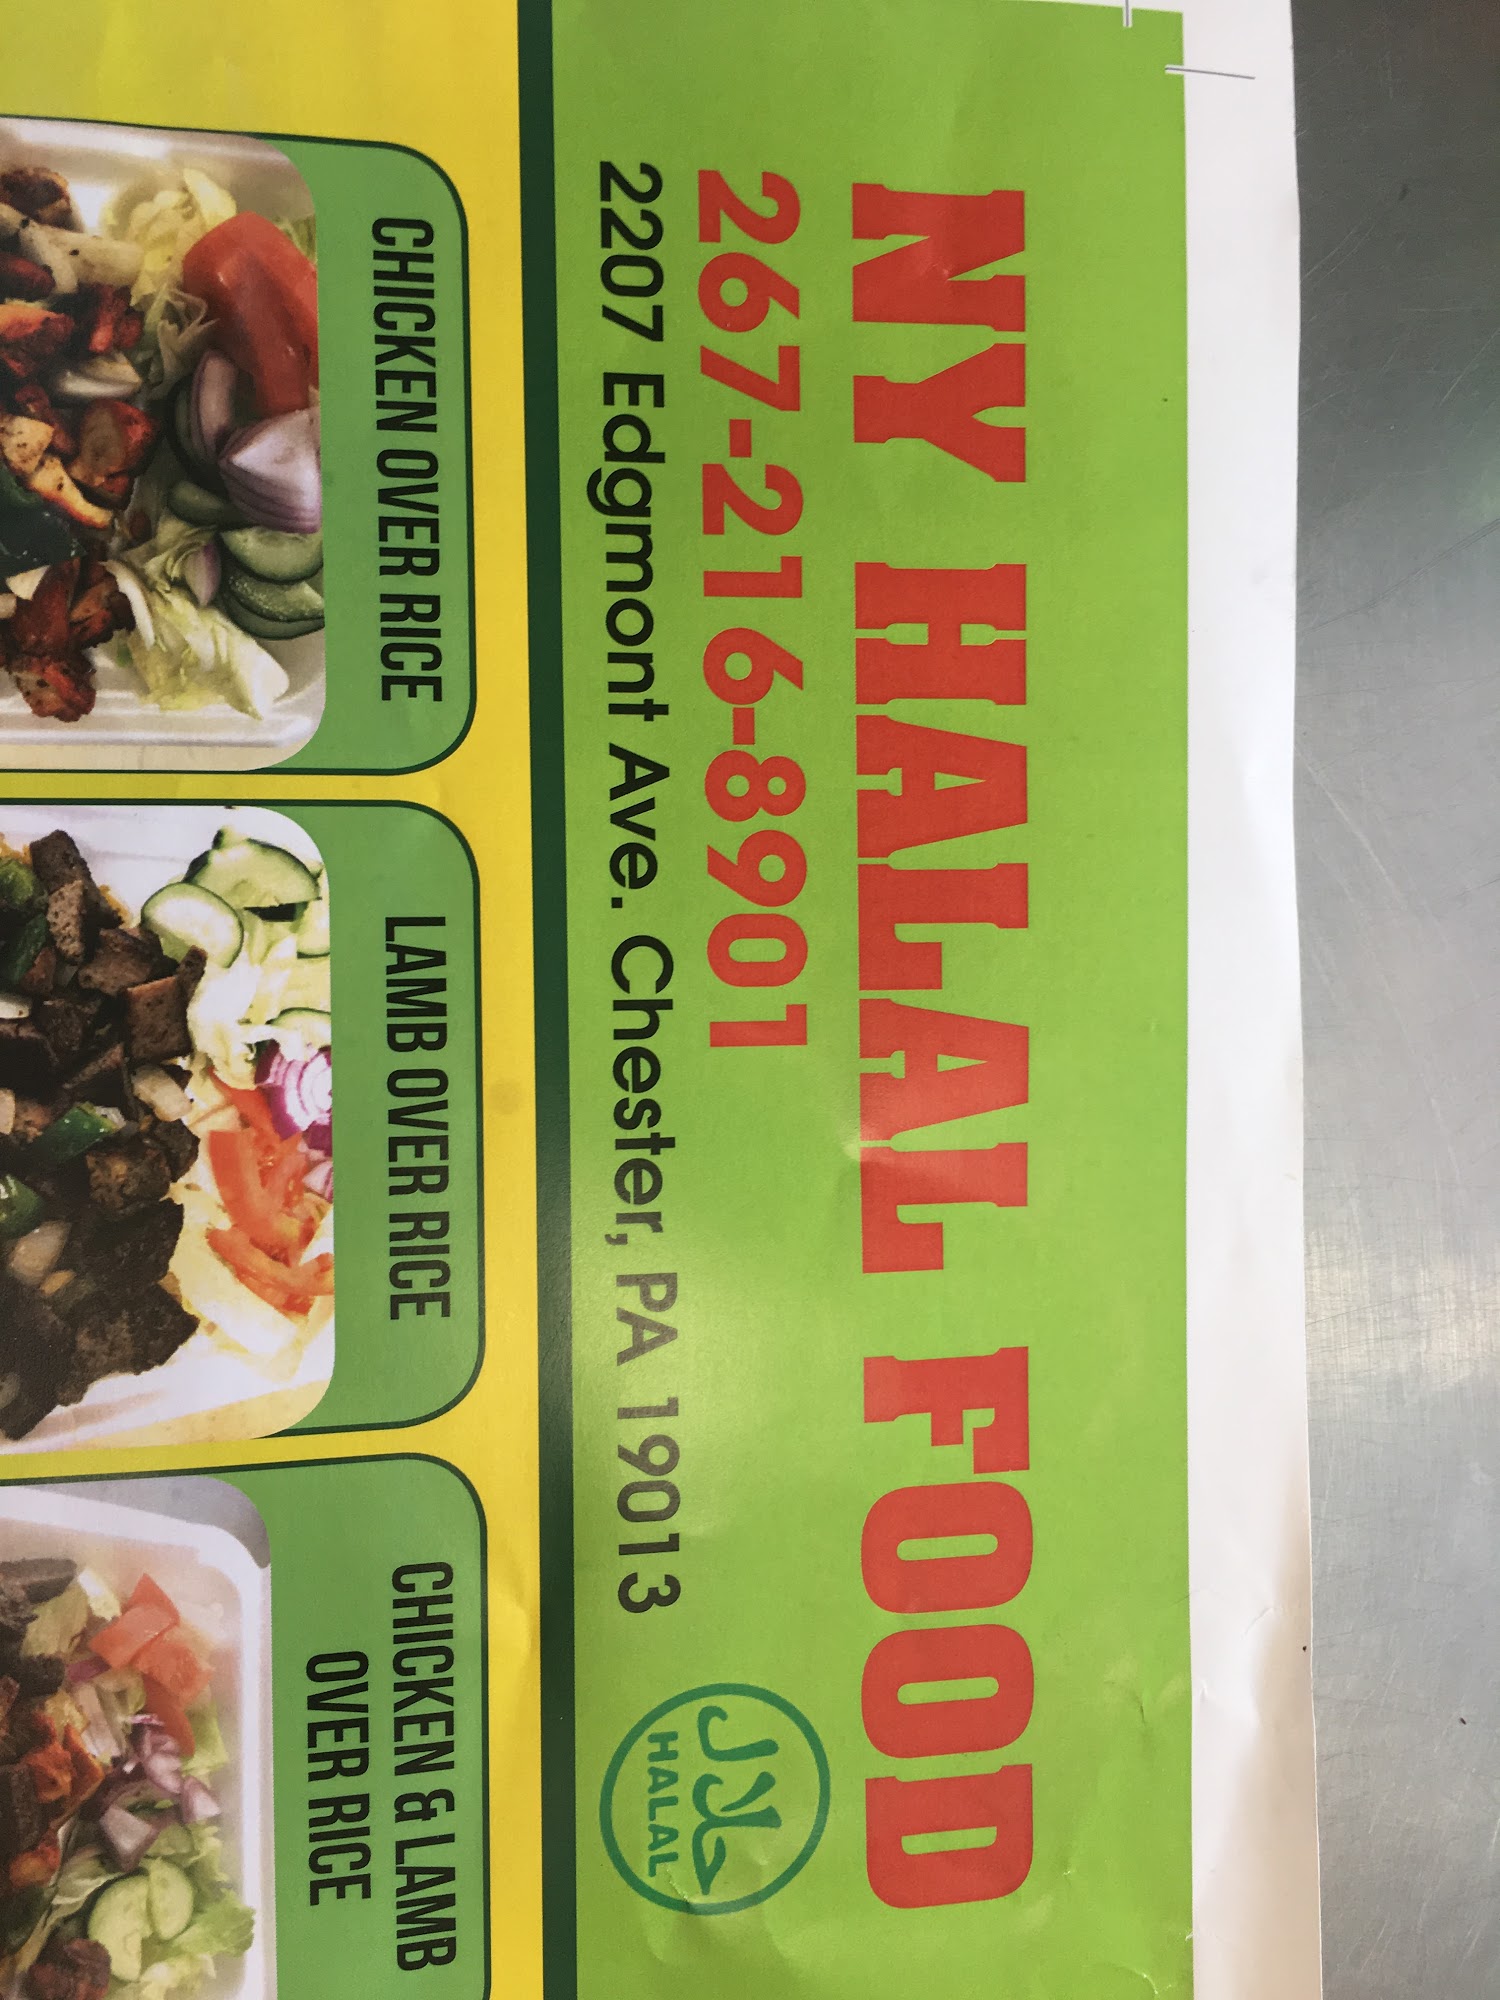 NY HALAL FOOD
267-216-8901
2207 Edgmont Ave. Chester, PA 19013
حلال
HALAL
CHICKEN OVER RICE
LAMB OVER RICE
CHICKEN & LAMB
OVER RICE